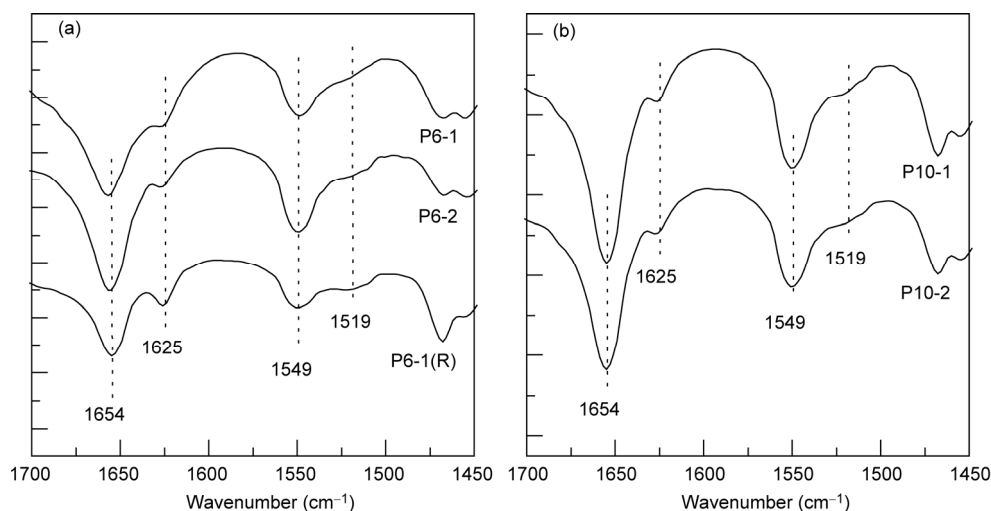 (a)
P6-1
P6-2
P6-1(R)
1654
1625
1549
1519
1700 1650 1600 1550 1500 1450
Wavenumber (cm⁻¹)
(b)
P10-1
P10-2
1625
1519
1549
1654
1700 1650 1600 1550 1500 1450
Wavenumber (cm⁻¹)